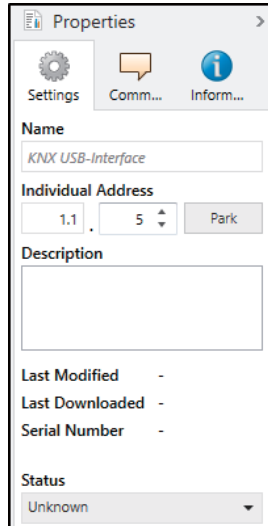 Properties
Settings
Comm...
Inform...
Name
KNX USB-Interface
Individual Address
1.1 . 5 Park
Description
Last Modified -
Last Downloaded -
Serial Number -
Status
Unknown